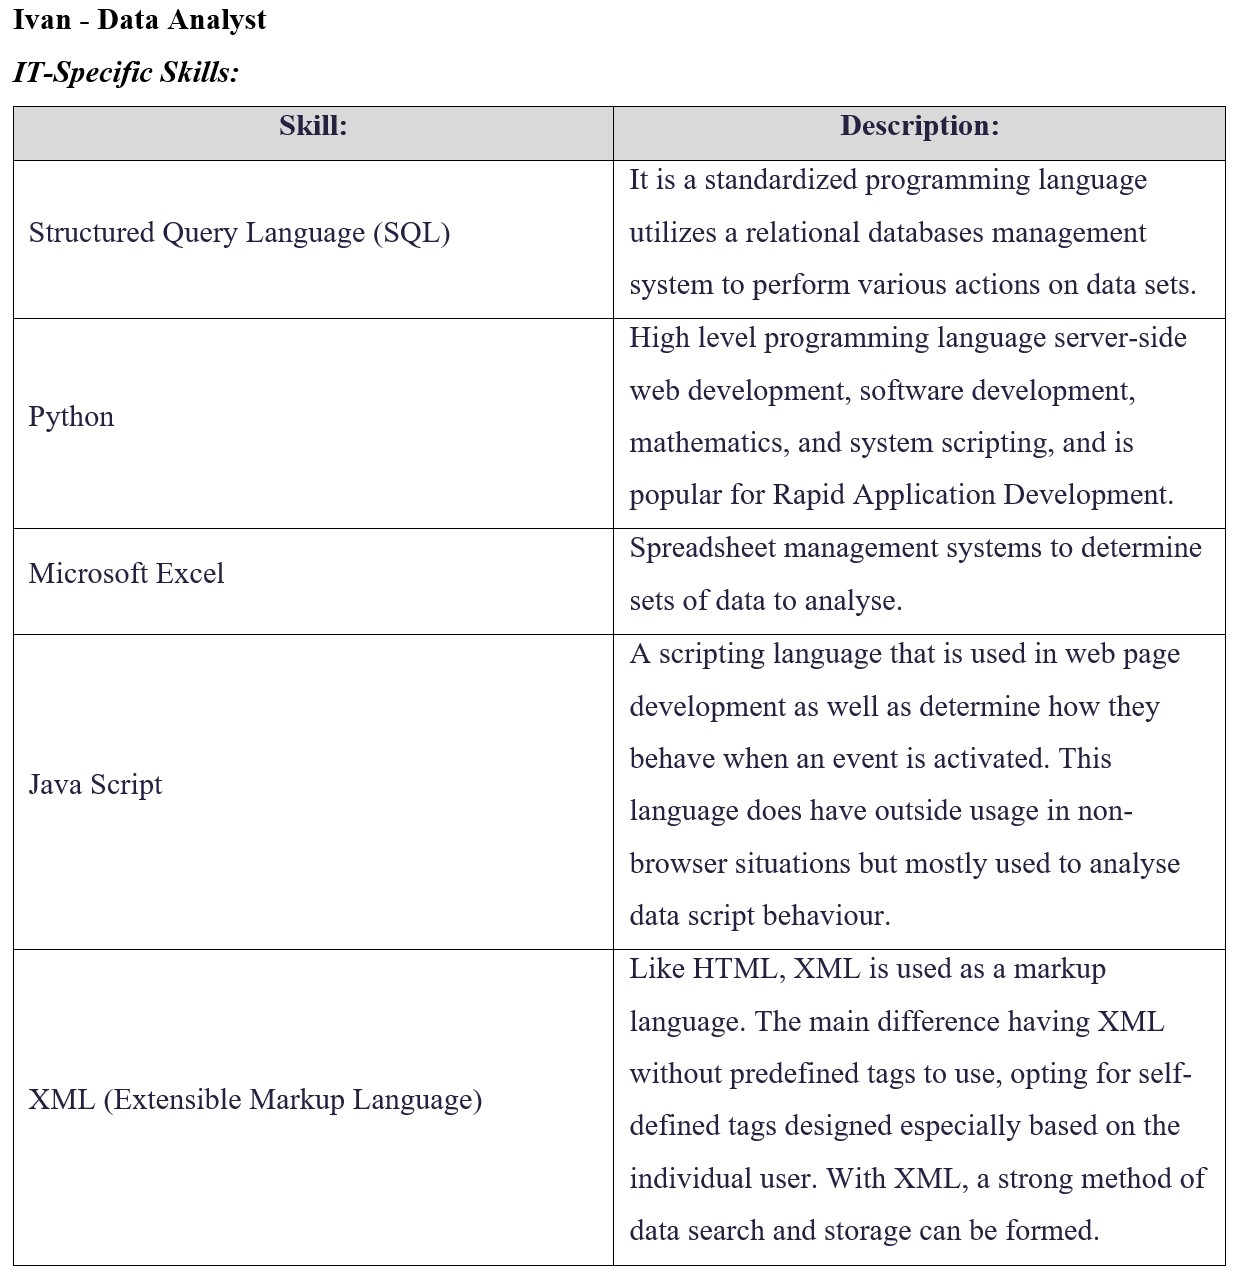 Ivan - Data Analyst
IT-Specific Skills:
Skill:
Description:
Structured Query Language (SQL)
It is a standardized programming language
utilizes a relational databases management
system to perform various actions on data sets.
Python
High level programming language server-side
web development, software development,
mathematics, and system scripting, and is
popular for Rapid Application Development.
Microsoft Excel
Spreadsheet management systems to determine
sets of data to analyse.
Java Script
A scripting language that is used in web page
development as well as determine how they
behave when an event is activated. This
language does have outside usage in non-
browser situations but mostly used to analyse
data script behaviour.
XML (Extensible Markup Language)
Like HTML, XML is used as a markup
language. The main difference having XML
without predefined tags to use, opting for self-
defined tags designed especially based on the
individual user. With XML, a strong method of
data search and storage can be formed.